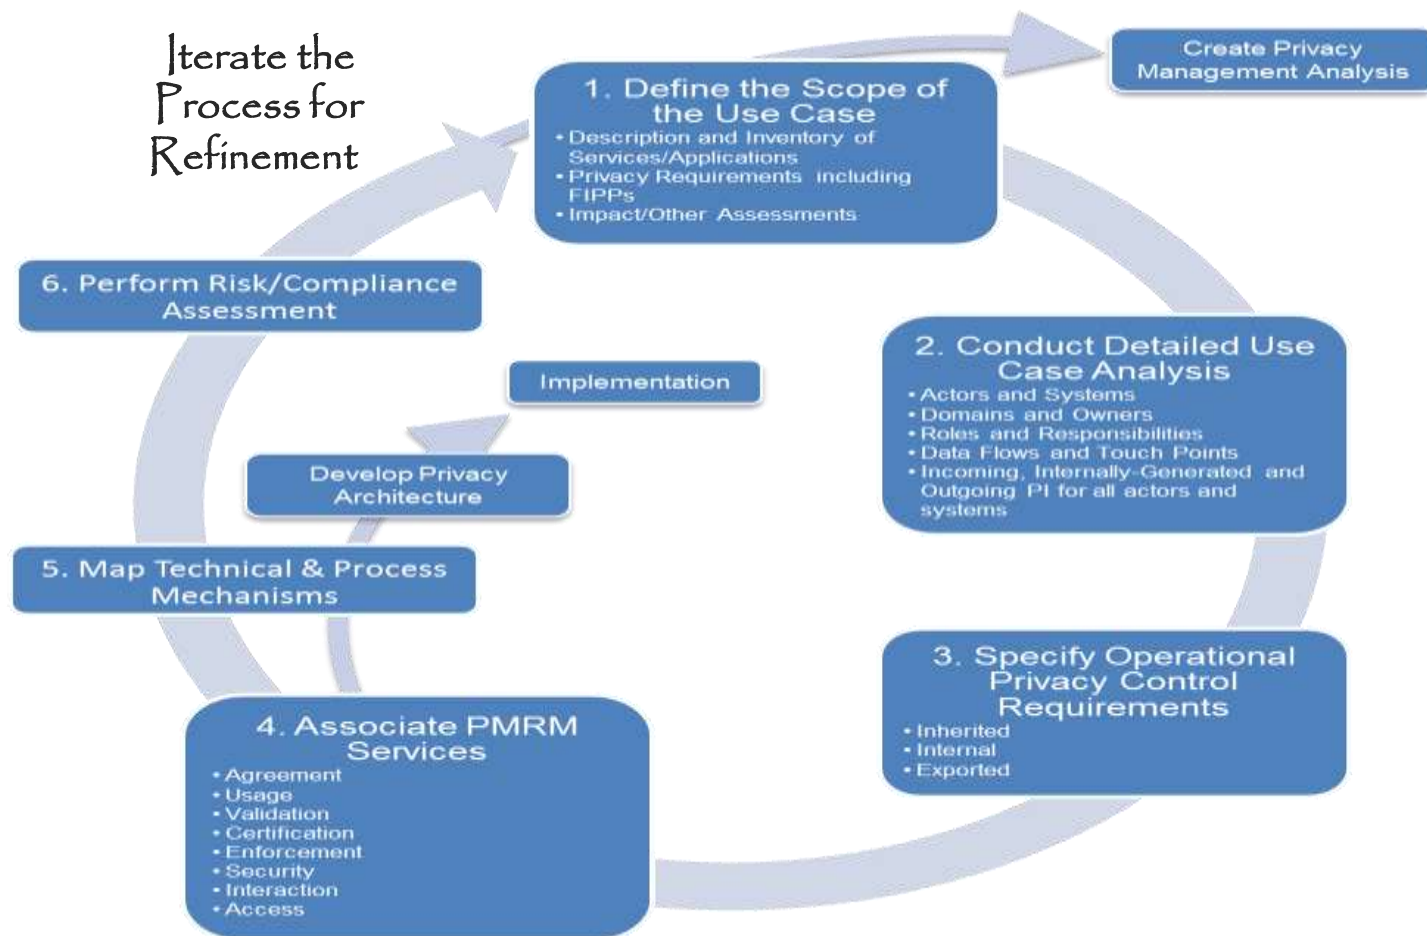 Iterate the
Process for
Refinement
Create Privacy
Management Analysis
1. Define the Scope of
the Use Case
• Description and Inventory of
Services/Applications
• Privacy Requirements including
FIPPs
• Impact/Other Assessments
2. Conduct Detailed Use
Case Analysis
• Actors and Systems
• Domains and Owners
• Roles and Responsibilities
• Data Flows and Touch Points
• Incoming, Internally-Generated and
Outgoing PI for all actors and
systems
3. Specify Operational
Privacy Control
Requirements
• Inherited
• Internal
• Exported
4. Associate PMRM
Services
• Agreement
• Usage
• Validation
• Certification
• Enforcement
• Security
• Interaction
• Access
5. Map Technical & Process
Mechanisms
Develop Privacy
Architecture
Implementation
6. Perform Risk/Compliance
Assessment